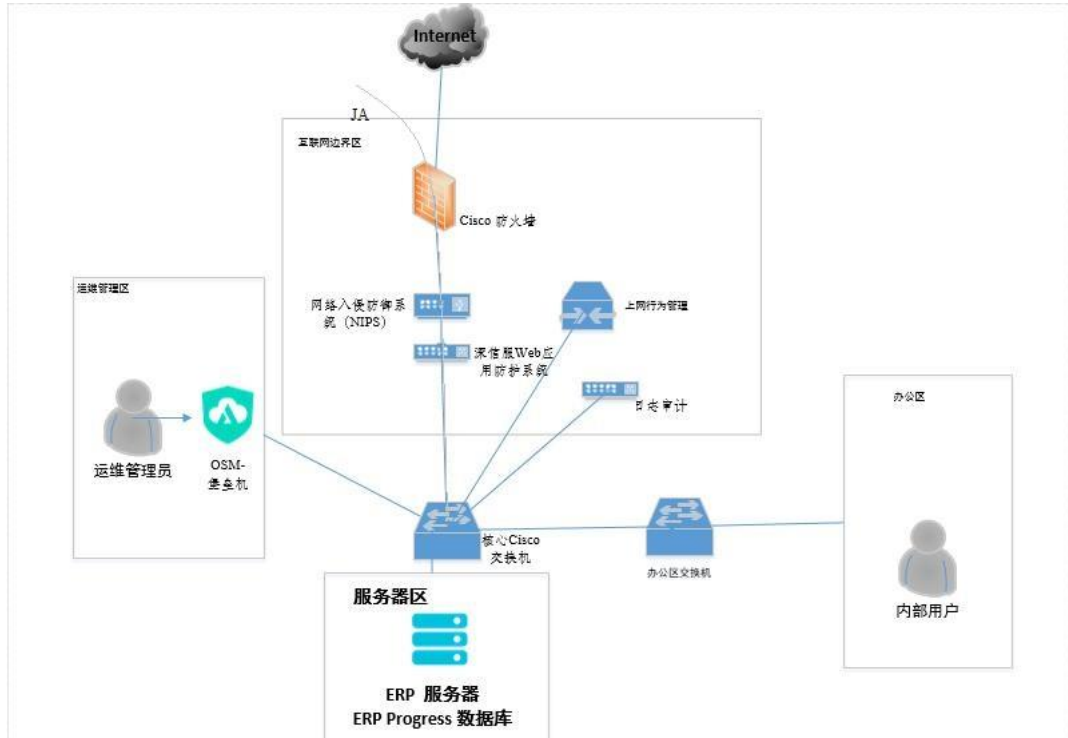 Internet
JA
互联网边界区
Cisco 防火墙
运维管理区
网络入侵防御系
统（NIPS）
上网行为管理
深信服Web应
用防护系统
日志审计
办公区
运维管理员
OSM-
堡垒机
核心Cisco
交换机
办公区交换机
内部用户
服务器区
ERP 服务器
ERP Progress 数据库